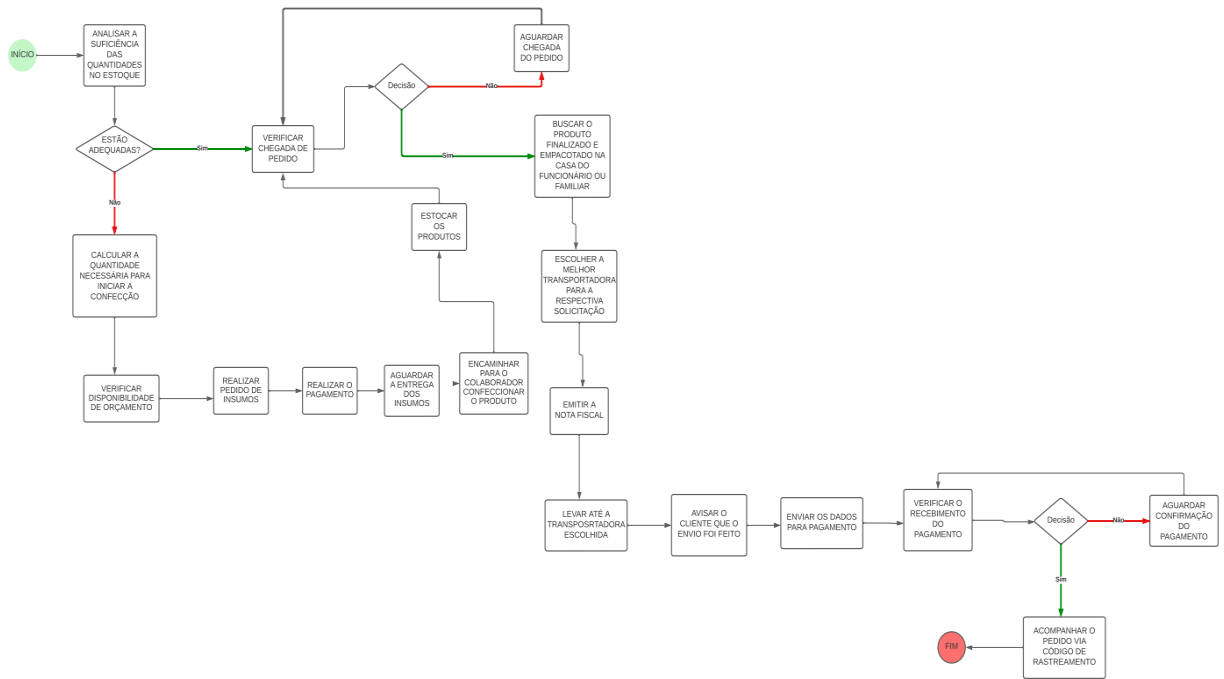 INÍCIO
ANALISAR A
SUFICIÊNCIA
DAS
QUANTIDADES
NO ESTOQUE
ESTÃO
ADEQUADAS?
Sim
Não
CALCULAR A
QUANTIDADE
NECESSÁRIA PARA
INICIAR A
CONFECÇÃO
VERIFICAR
DISPONIBILIDADE
DE ORÇAMENTO
REALIZAR
PEDIDO DE
INSUMOS
REALIZAR O
PAGAMENTO
AGUARDAR
A ENTREGA
DOS
INSUMOS
ENCAMINHAR
PARA O
COLABORADOR
CONFECCIONAR
O PRODUTO
ESTOCAR
OS
PRODUTOS
VERIFICAR
CHEGADA DE
PEDIDO
Decisão
Não
AGUARDAR
CHEGADA
DO PEDIDO
Sim
BUSCAR O
PRODUTO
FINALIZADO E
EMPACOTADO NA
CASA DO
FUNCIONÁRIO OU
FAMILIAR
ESCOLHER A
MELHOR
TRANSPORTADORA
PARA A
RESPECTIVA
SOLICITAÇÃO
EMITIR A
NOTA FISCAL
LEVAR ATÉ A
TRANSPOSRTADORA
ESCOLHIDA
AVISAR O
CLIENTE QUE O
ENVIO FOI FEITO
ENVIAR OS DADOS
PARA PAGAMENTO
VERIFICAR O
RECEBIMENTO
DO
PAGAMENTO
Decisão
Não
AGUARDAR
CONFIRMAÇÃO
DO
PAGAMENTO
Sim
ACOMPANHAR O
PEDIDO VIA
CÓDIGO DE
RASTREAMENTO
FIM